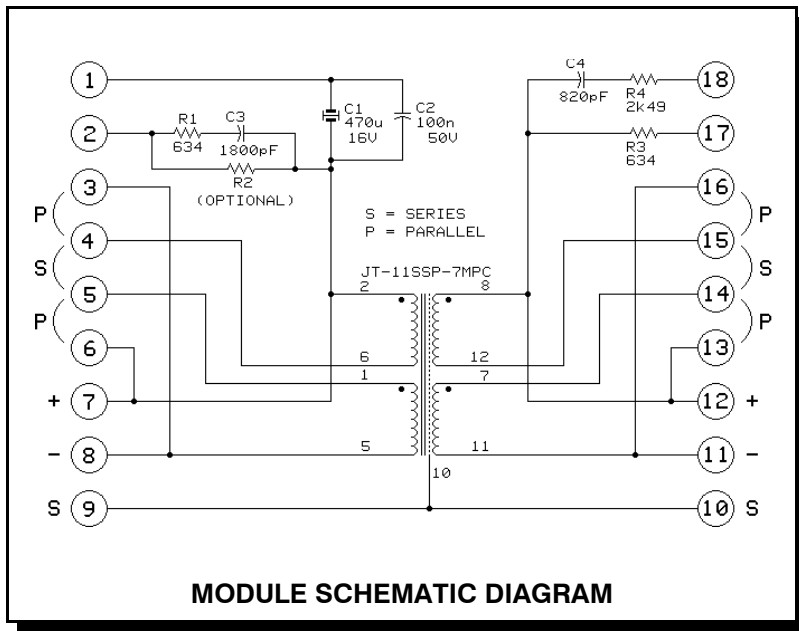 1
C1
470u
16V
C2
100n
50V
C4
820pF
R4
2k49
18
2
R1
634
C3
1800pF
R2
(OPTIONAL)
R3
634
17
3
16
P
S = SERIES
P = PARALLEL
P
4
15
S
JT-11SSP-7MPC
S
5
2
8
14
P
P
6
6
12
13
1
7
+
7
12
+
-
8
5
11
11
-
10
S
9
10
S
MODULE SCHEMATIC DIAGRAM